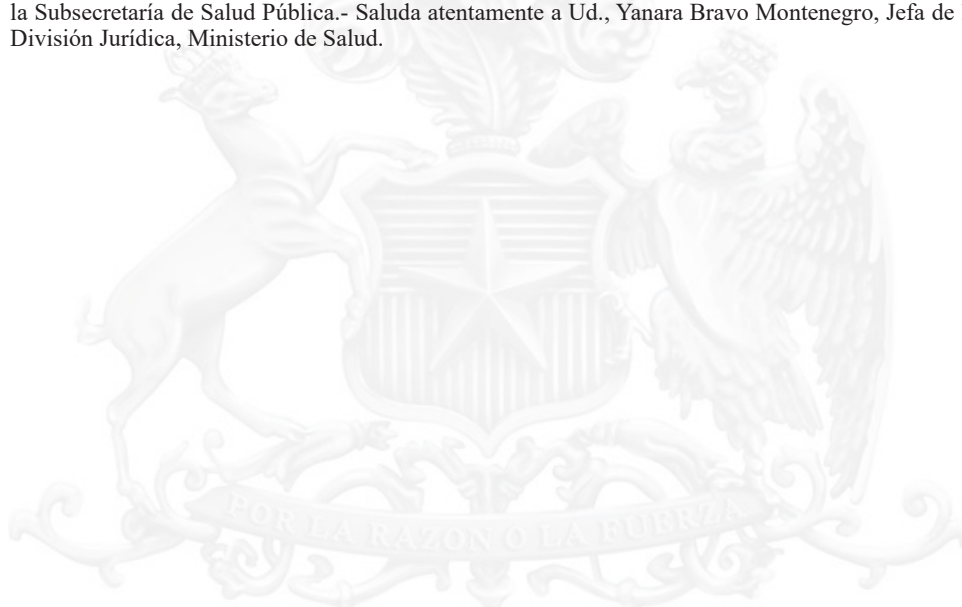 la Subsecretaría de Salud Pública.- Saluda atentamente a Ud., Yanara Bravo Montenegro, Jefa de
División Jurídica, Ministerio de Salud.
POR LA RAZON O LA FUERZA